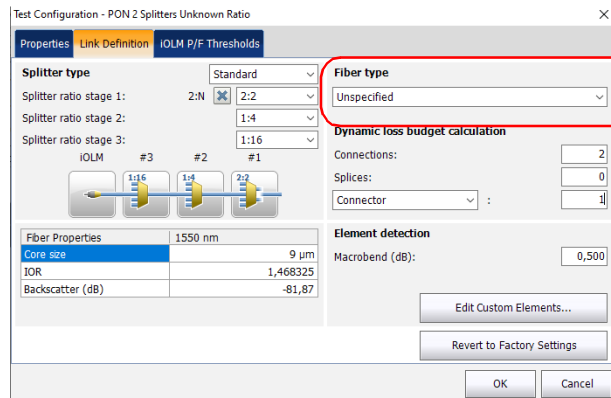 Test Configuration - PON 2 Splitters Unknown Ratio
Properties Link Definition iOLM P/F Thresholds
Splitter type Standard
Splitter ratio stage 1: 2:N 2:2
Splitter ratio stage 2: 1:4
Splitter ratio stage 3: 1:16
iOLM #3 #2 #1
1:16 1:4 2:2
Fiber Properties 1550 nm
Core size 9 µm
IOR 1,468325
Backscatter (dB) -81,87
Fiber type
Unspecified
Dynamic loss budget calculation
Connections: 2
Splices: 0
Connector : 1
Element detection
Macrobend (dB): 0,500
Edit Custom Elements...
Revert to Factory Settings
OK Cancel